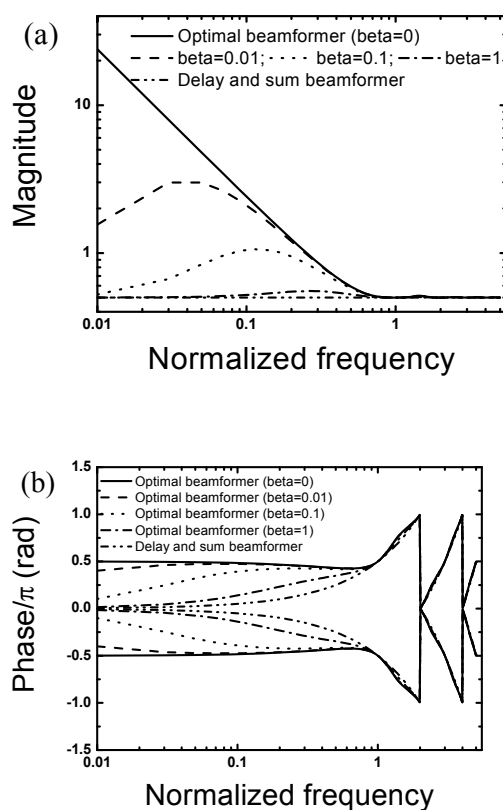 (a)
Optimal beamformer (beta=0)
beta=0.01; beta=0.1; beta=1
Delay and sum beamformer
10
1
Magnitude
0.01 0.1 1
Normalized frequency
(b)
1.5
1.0
0.5
0.0
-0.5
-1.0
-1.5
Optimal beamformer (beta=0)
Optimal beamformer (beta=0.01)
Optimal beamformer (beta=0.1)
Optimal beamformer (beta=1)
Delay and sum beamformer
Phase/π (rad)
0.01 0.1 1
Normalized frequency